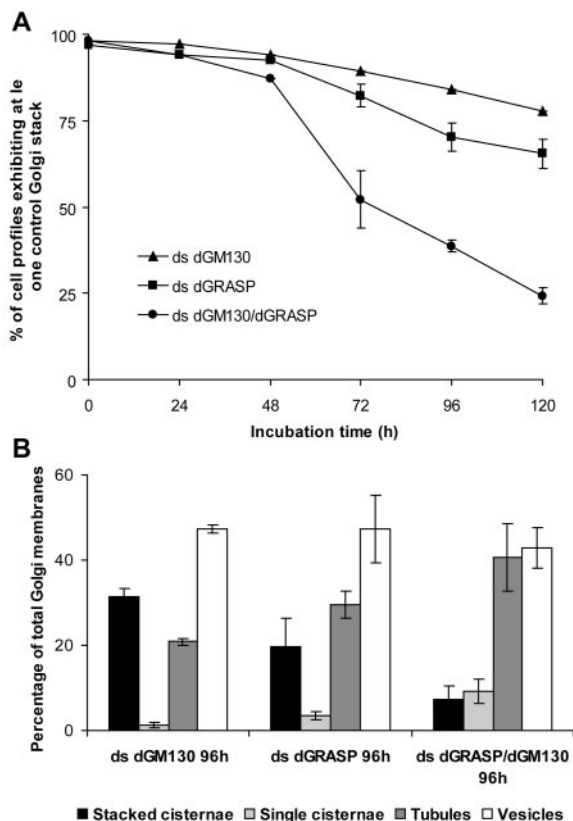 A
% of cell profiles exhibiting at le
one control Golgi stack
100
75
50
25
0
ds dGM130
ds dGRASP
ds dGM130/dGRASP
0 24 48 72 96 120
Incubation time (h)
B
Percentage of total Golgi membranes
60
40
20
0
ds dGM130 96h ds dGRASP 96h ds dGRASP/dGM130
96h
Stacked cisternae Single cisternae Tubules Vesicles